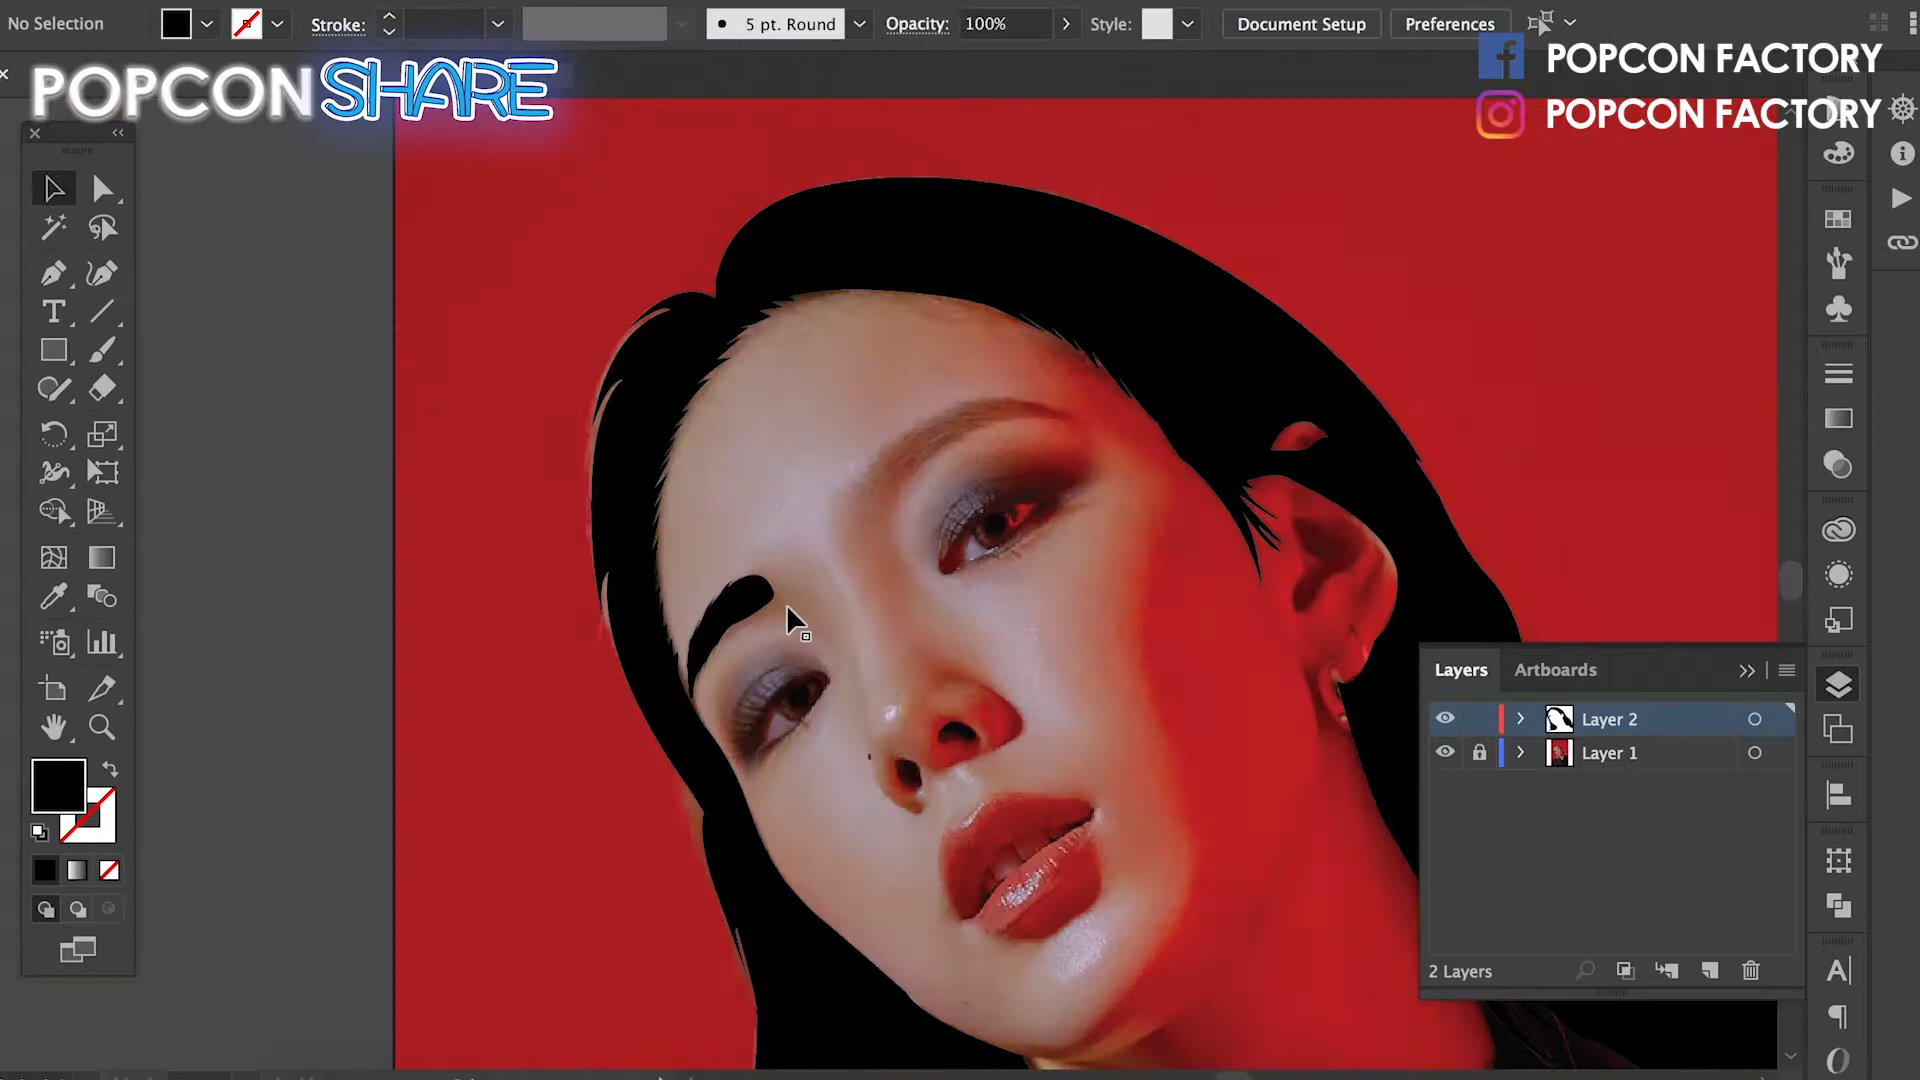 No Selection
Stroke:
5 pt. Round
Opacity:
100%
Style:
Document Setup
Preferences
POPCON SHARE
POPCON FACTORY
POPCON FACTORY
Layers
Artboards
Layer 2
Layer 1
2 Layers